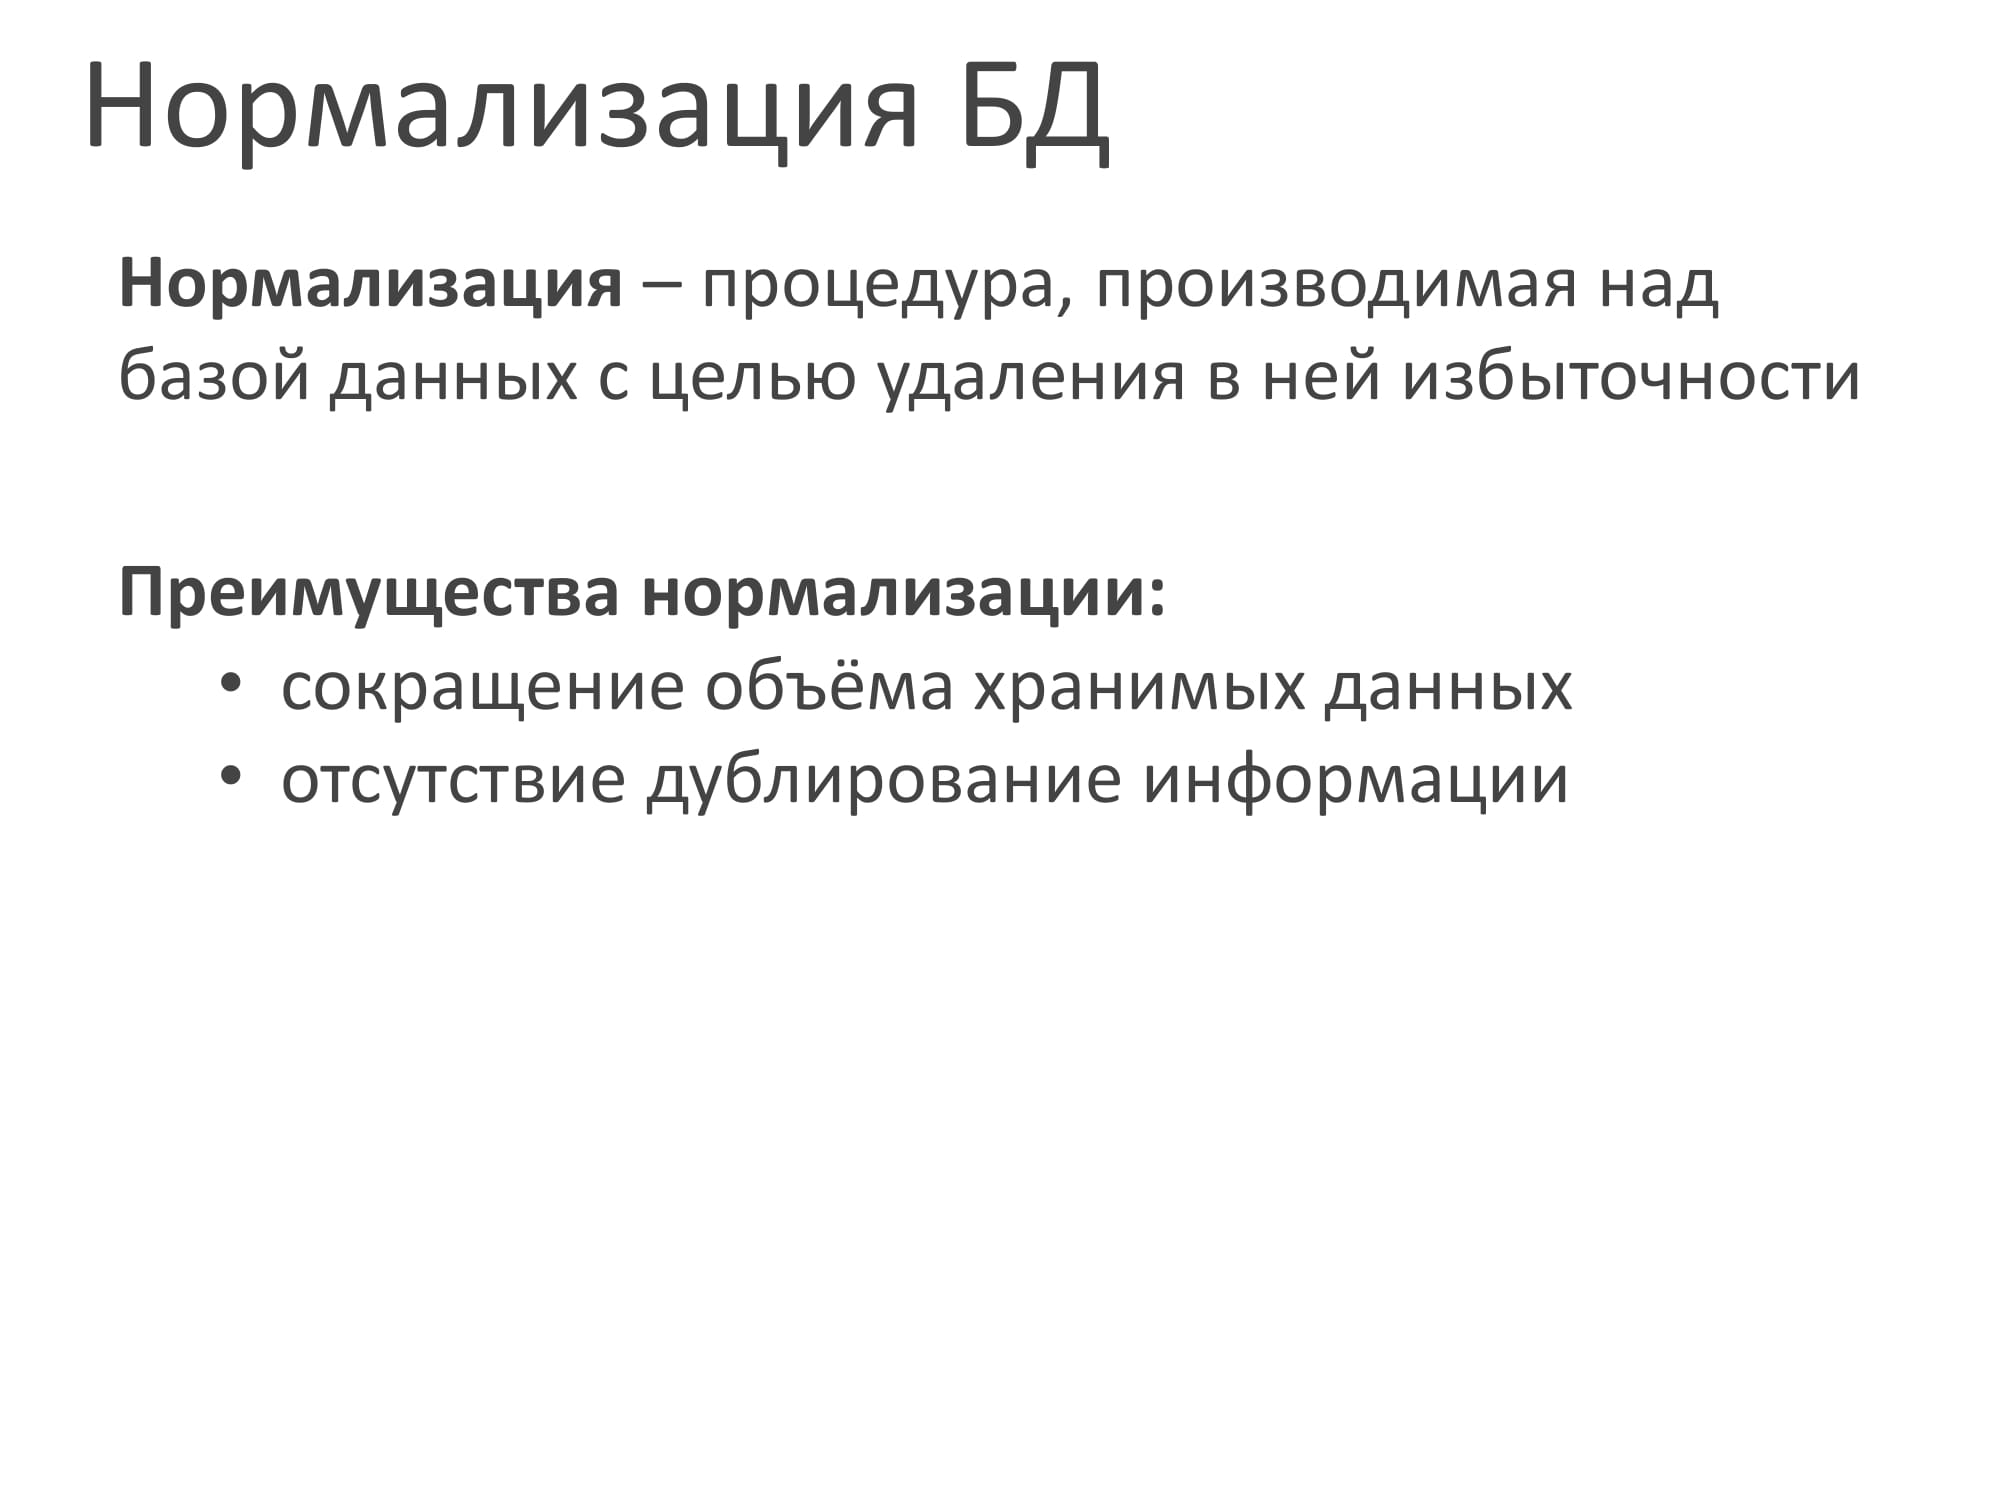 Нормализация БД
Нормализация – процедура, производимая над
базой данных с целью удаления в ней избыточности
Преимущества нормализации:
• сокращение объёма хранимых данных
• отсутствие дублирование информации